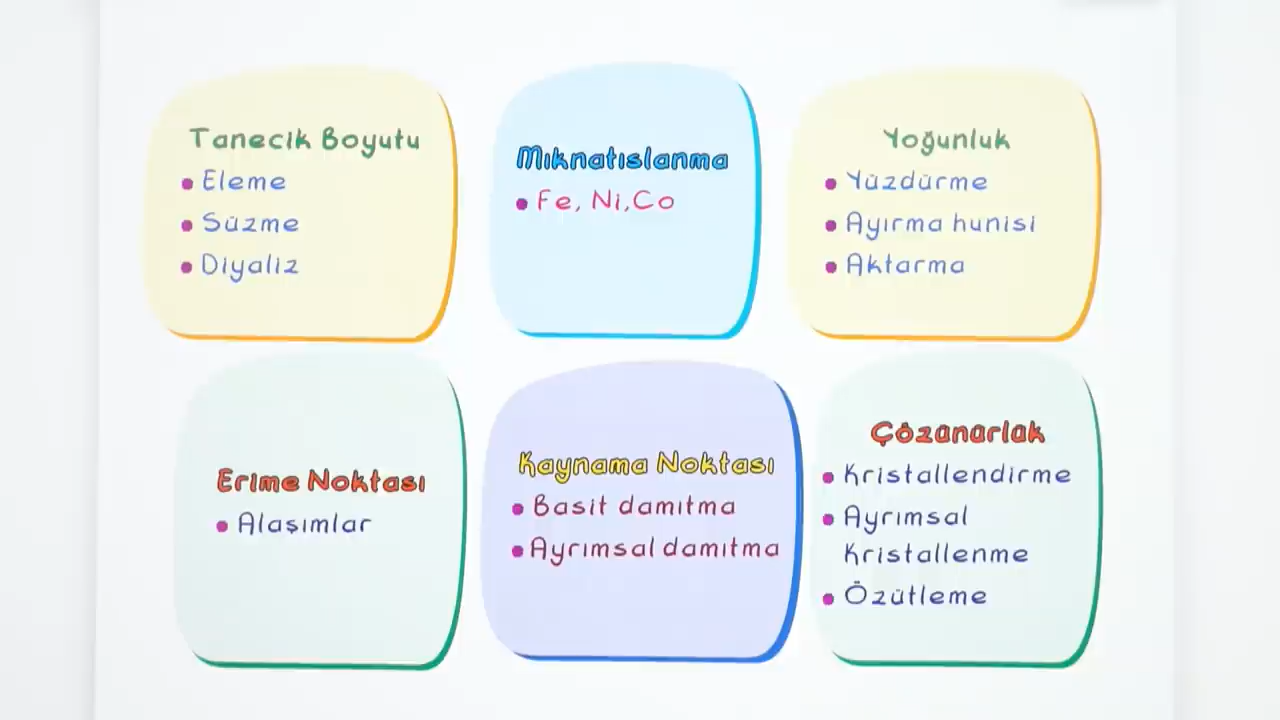 Tanecik Boyutu
Eleme
Süzme
Diyaliz
Mıknatıslanma
Fe, Ni,Co
Yoğunluk
Yüzdürme
Ayırma hunisi
Aktarma
Erime Noktası
Alaşımlar
Kaynama Noktası
Basit damıtma
Ayrımsal damıtma
Çözünürlük
Kristallendirme
Ayrımsal
Kristallenme
Özütleme